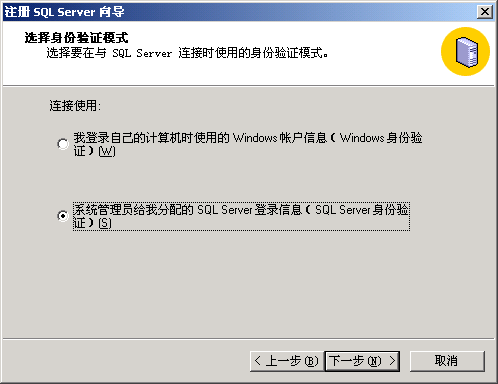 注册 SQL Server 向导
选择身份验证模式
选择要在与 SQL Server 连接时使用的身份验证模式。
连接使用:
我登录自己的计算机时使用的 Windows 帐户信息（Windows 身份验
证）(W)
系统管理员给我分配的 SQL Server 登录信息（SQL Server 身份验
证）(S)
< 上一步(B) 下一步(N) > 取消